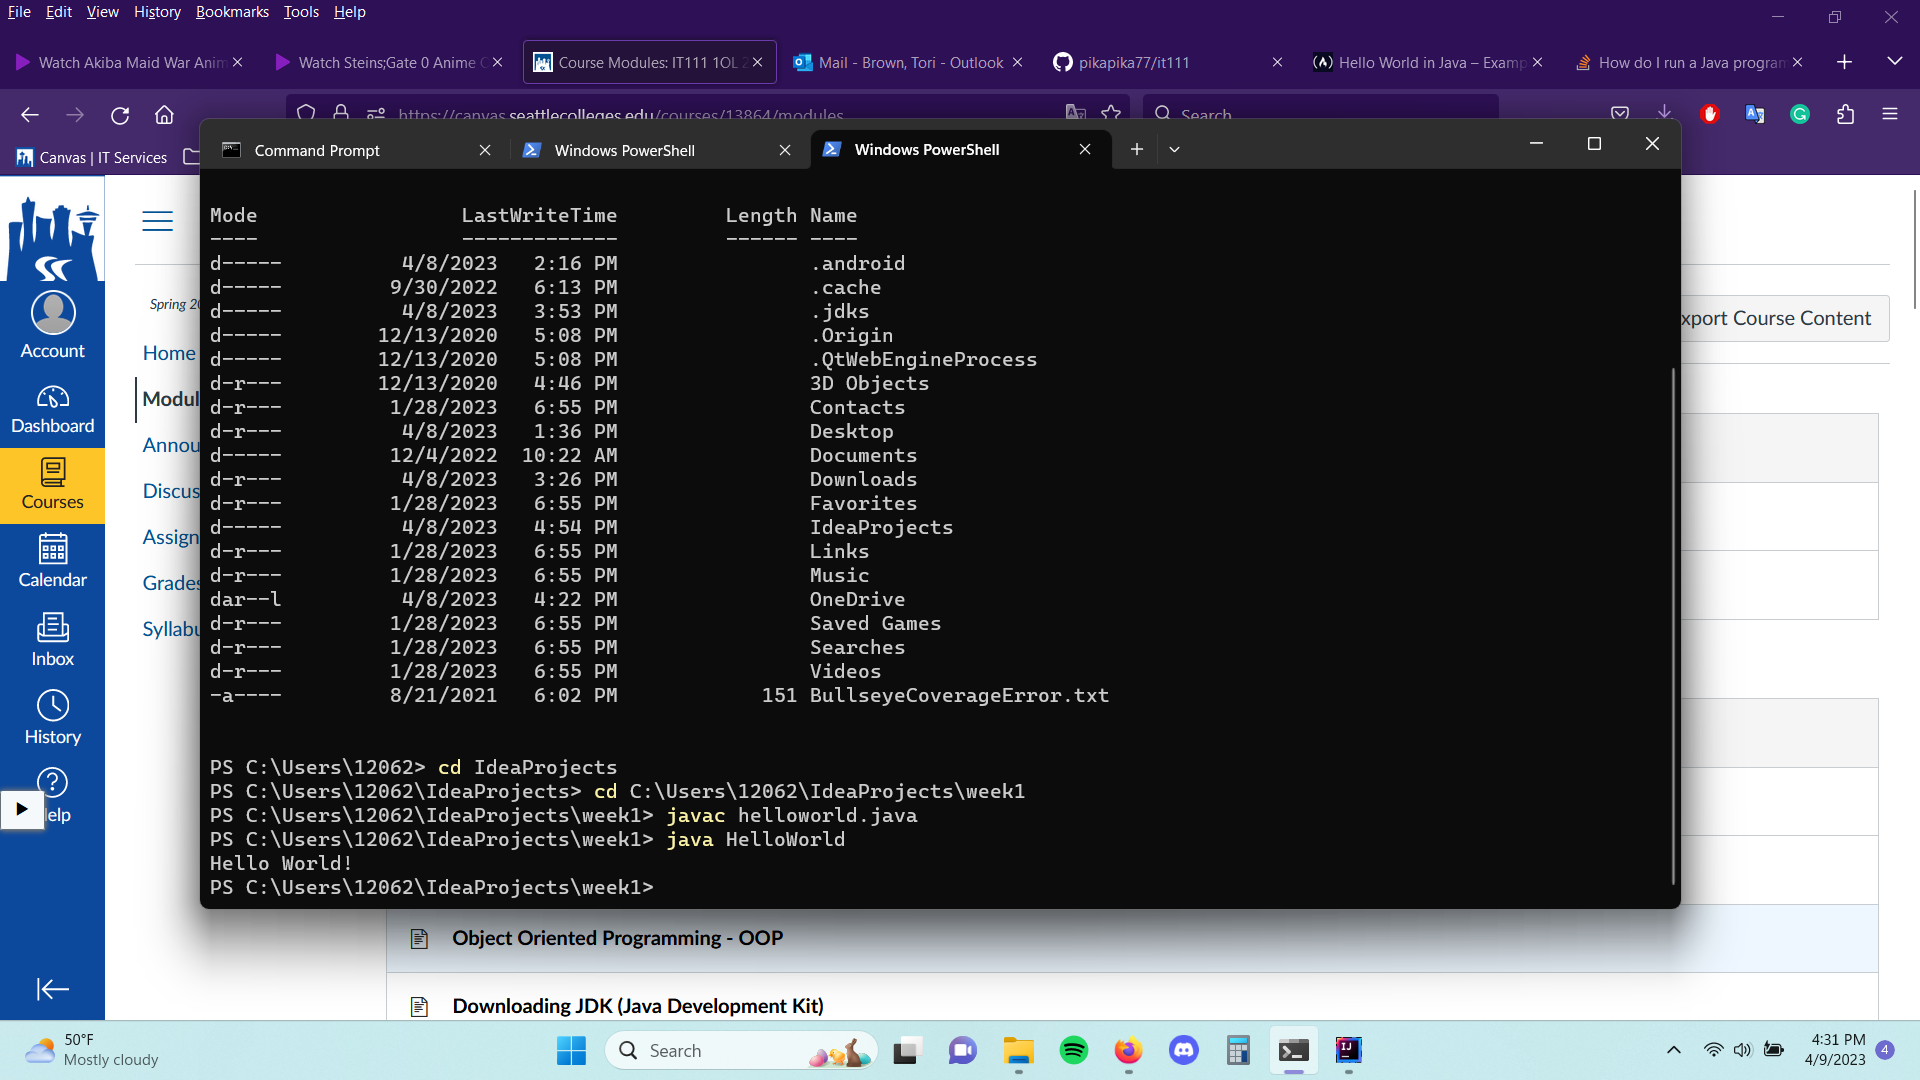 File Edit View History Bookmarks Tools Help
Watch Akiba Maid War Anim
Watch Steins;Gate 0 Anime
Course Modules: IT111 1OL 2
Mail - Brown, Tori - Outlook
pikapika77/it111
Hello World in Java – Examp
How do I run a Java program
https://canvas.seattlecolleges.edu/courses/13864/modules
Search
Canvas | IT Services
Command Prompt
Windows PowerShell
Windows PowerShell
Mode LastWriteTime Length Name
---- ------------- ------ ----
d----- 4/8/2023 2:16 PM .android
d----- 9/30/2022 6:13 PM .cache
d----- 4/8/2023 3:53 PM .jdks
d----- 12/13/2020 5:08 PM .Origin
d----- 12/13/2020 5:08 PM .QtWebEngineProcess
d-r--- 12/13/2020 4:46 PM 3D Objects
d-r--- 1/28/2023 6:55 PM Contacts
d-r--- 4/8/2023 1:36 PM Desktop
d----- 12/4/2022 10:22 AM Documents
d-r--- 4/8/2023 3:26 PM Downloads
d-r--- 1/28/2023 6:55 PM Favorites
d----- 4/8/2023 4:54 PM IdeaProjects
d-r--- 1/28/2023 6:55 PM Links
d-r--- 1/28/2023 6:55 PM Music
dar--l 4/8/2023 4:22 PM OneDrive
d-r--- 1/28/2023 6:55 PM Saved Games
d-r--- 1/28/2023 6:55 PM Searches
d-r--- 1/28/2023 6:55 PM Videos
-a---- 8/21/2021 6:02 PM 151 BullseyeCoverageError.txt
PS C:\Users\12062> cd IdeaProjects
PS C:\Users\12062\IdeaProjects> cd C:\Users\12062\IdeaProjects\week1
PS C:\Users\12062\IdeaProjects\week1> javac helloworld.java
PS C:\Users\12062\IdeaProjects\week1> java HelloWorld
Hello World!
PS C:\Users\12062\IdeaProjects\week1>
Account
Dashboard
Courses
Calendar
Inbox
History
elp
Spring 20
Home
Modul
Annou
Discus
Assign
Grades
Syllabu
xport Course Content
Object Oriented Programming - OOP
Downloading JDK (Java Development Kit)
50°F
Mostly cloudy
Search
IJ
4:31 PM
4/9/2023
4